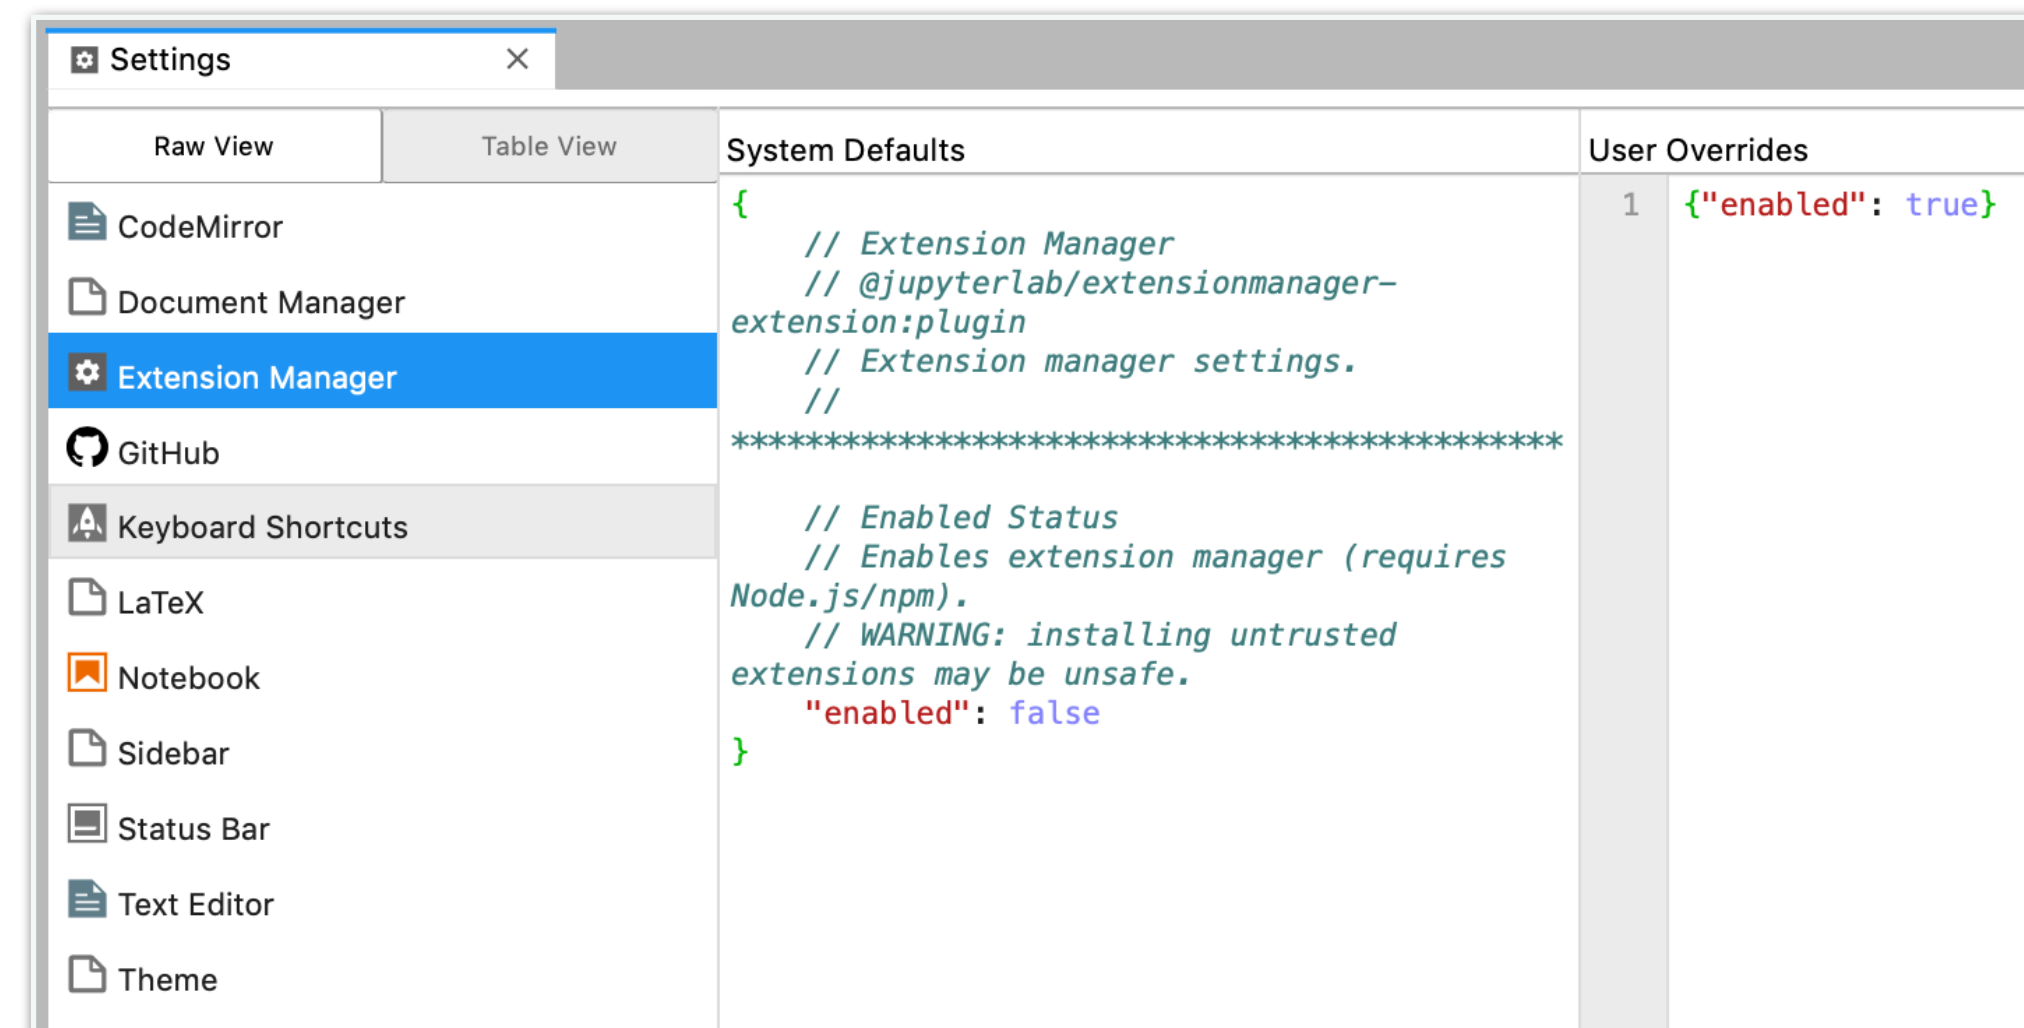 Settings
Raw View
Table View
CodeMirror
Document Manager
Extension Manager
GitHub
Keyboard Shortcuts
LaTeX
Notebook
Sidebar
Status Bar
Text Editor
Theme
System Defaults
{
    // Extension Manager
    // @jupyterlab/extensionmanager-
extension:plugin
    // Extension manager settings.
    //
*********************************************
    // Enabled Status
    // Enables extension manager (requires
Node.js/npm).
    // WARNING: installing untrusted
extensions may be unsafe.
    "enabled": false
}
User Overrides
1 {"enabled": true}